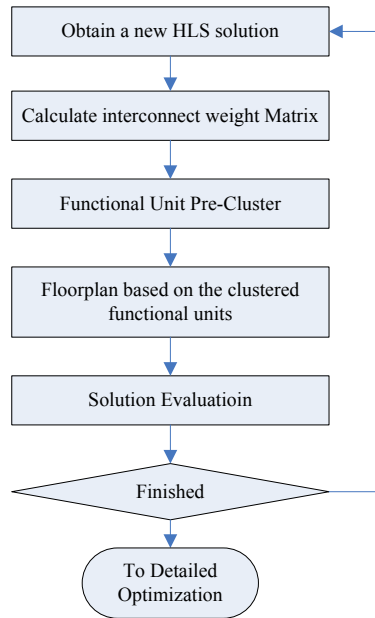 Obtain a new HLS solution
Calculate interconnect weight Matrix
Functional Unit Pre-Cluster
Floorplan based on the clustered
functional units
Solution Evaluatioin
Finished
To Detailed
Optimization